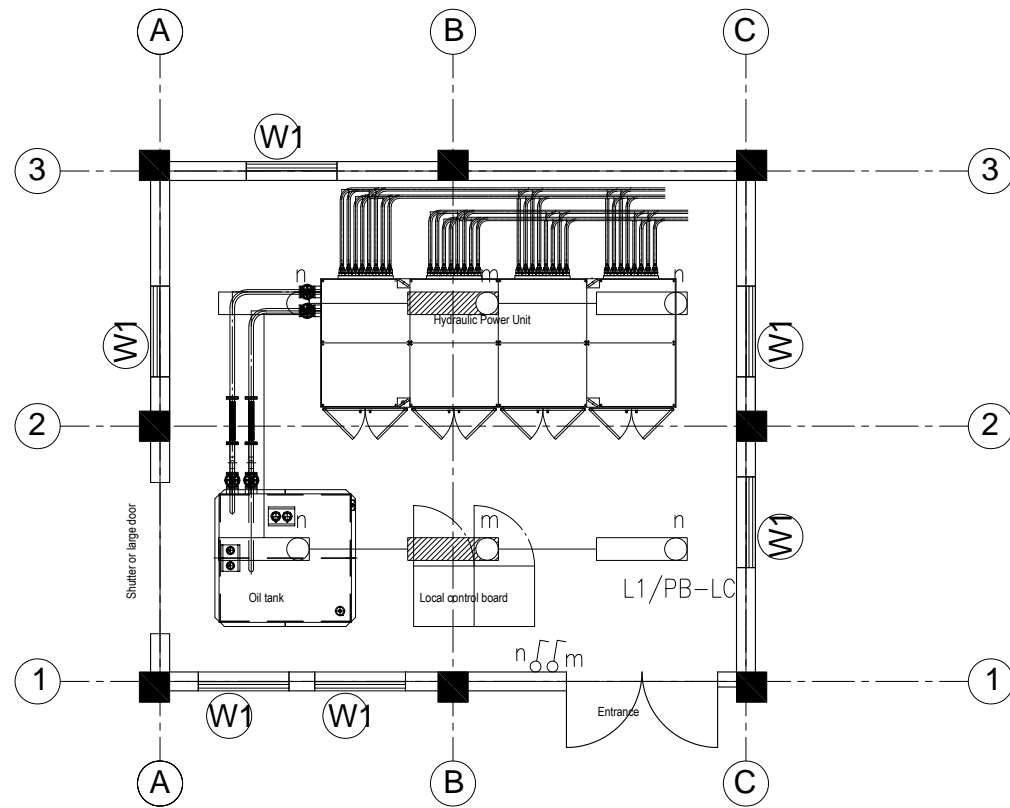 A
B
C
W1
3
3
n
m
n
Hydraulic Power Unit
W1
W1
2
2
n
m
n
W1
Shutter or large door
L1/PB-LC
Oil tank
Local control board
n
m
1
1
W1
W1
Entrance
A
B
C